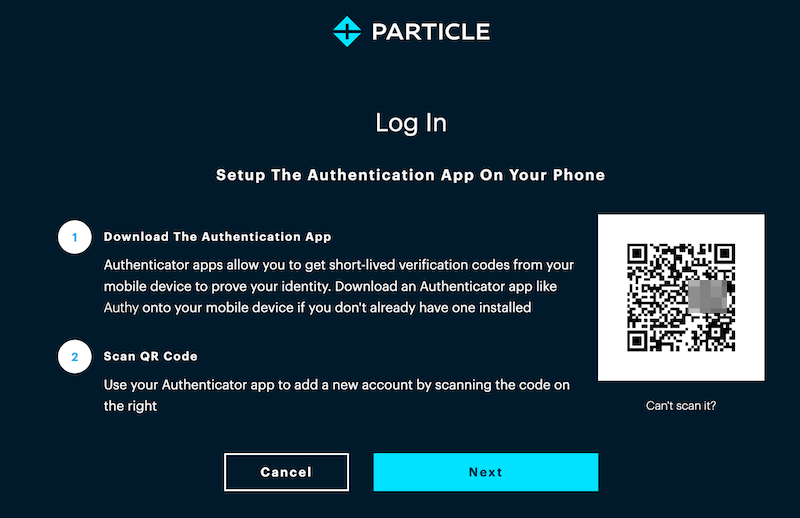 PARTICLE
Log In
Setup The Authentication App On Your Phone
1
Download The Authentication App
Authenticator apps allow you to get short-lived verification codes from your
mobile device to prove your identity. Download an Authenticator app like
Authy onto your mobile device if you don't already have one installed
2
Scan QR Code
Use your Authenticator app to add a new account by scanning the code on
the right
Can't scan it?
Cancel
Next